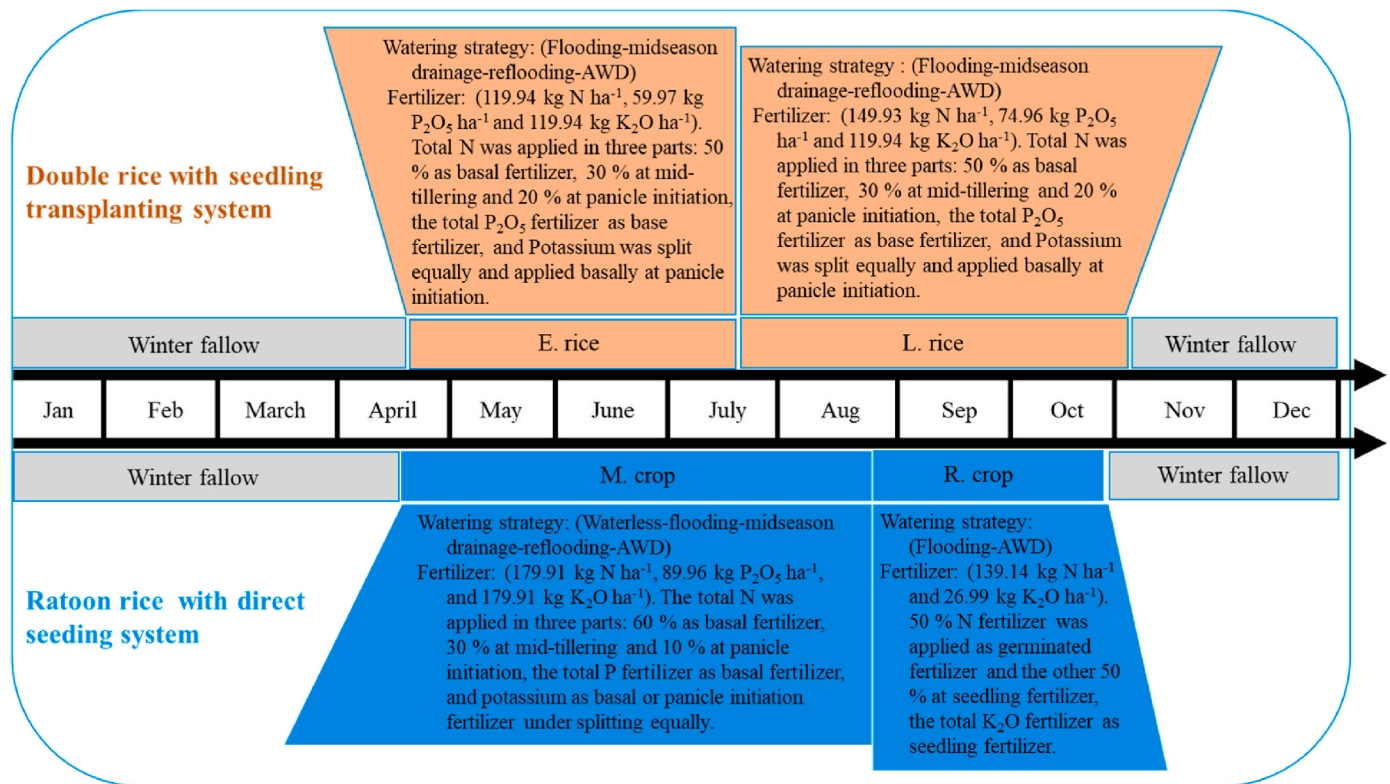 Double rice with seedling
transplanting system
Watering strategy: (Flooding-midseason
drainage-reflooding-AWD)
Fertilizer: (119.94 kg N ha⁻¹, 59.97 kg
P₂O₅ ha⁻¹ and 119.94 kg K₂O ha⁻¹).
Total N was applied in three parts: 50
% as basal fertilizer, 30 % at mid-
tillering and 20 % at panicle initiation,
the total P₂O₅ fertilizer as base
fertilizer, and Potassium was split
equally and applied basally at panicle
initiation.
Watering strategy : (Flooding-midseason
drainage-reflooding-AWD)
Fertilizer: (149.93 kg N ha⁻¹, 74.96 kg P₂O₅
ha⁻¹ and 119.94 kg K₂O ha⁻¹). Total N was
applied in three parts: 50 % as basal
fertilizer, 30 % at mid-tillering and 20 %
at panicle initiation, the total P₂O₅
fertilizer as base fertilizer, and Potassium
was split equally and applied basally at
panicle initiation.
Winter fallow
E. rice
L. rice
Winter fallow
Jan
Feb
March
April
May
June
July
Aug
Sep
Oct
Nov
Dec
Winter fallow
M. crop
R. crop
Winter fallow
Ratoon rice with direct
seeding system
Watering strategy: (Waterless-flooding-midseason
drainage-reflooding-AWD)
Fertilizer: (179.91 kg N ha⁻¹, 89.96 kg P₂O₅ ha⁻¹,
and 179.91 kg K₂O ha⁻¹). The total N was
applied in three parts: 60 % as basal fertilizer,
30 % at mid-tillering and 10 % at panicle
initiation, the total P fertilizer as basal fertilizer,
and potassium as basal or panicle initiation
fertilizer under splitting equally.
Watering strategy:
(Flooding-AWD)
Fertilizer: (139.14 kg N ha⁻¹
and 26.99 kg K₂O ha⁻¹).
50 % N fertilizer was
applied as germinated
fertilizer and the other 50
% at seedling fertilizer,
the total K₂O fertilizer as
seedling fertilizer.